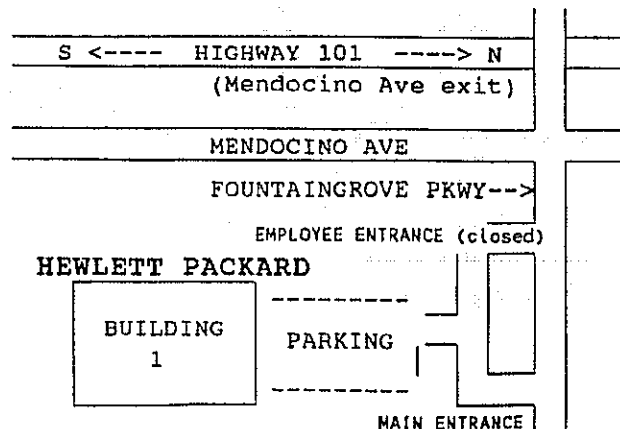 S <---- HIGHWAY 101 ----> N
(Mendocino Ave exit)
MENDOCINO AVE
FOUNTAINGROVE PKWY-->
EMPLOYEE ENTRANCE (closed)
HEWLETT PACKARD
BUILDING
1
PARKING
MAIN ENTRANCE